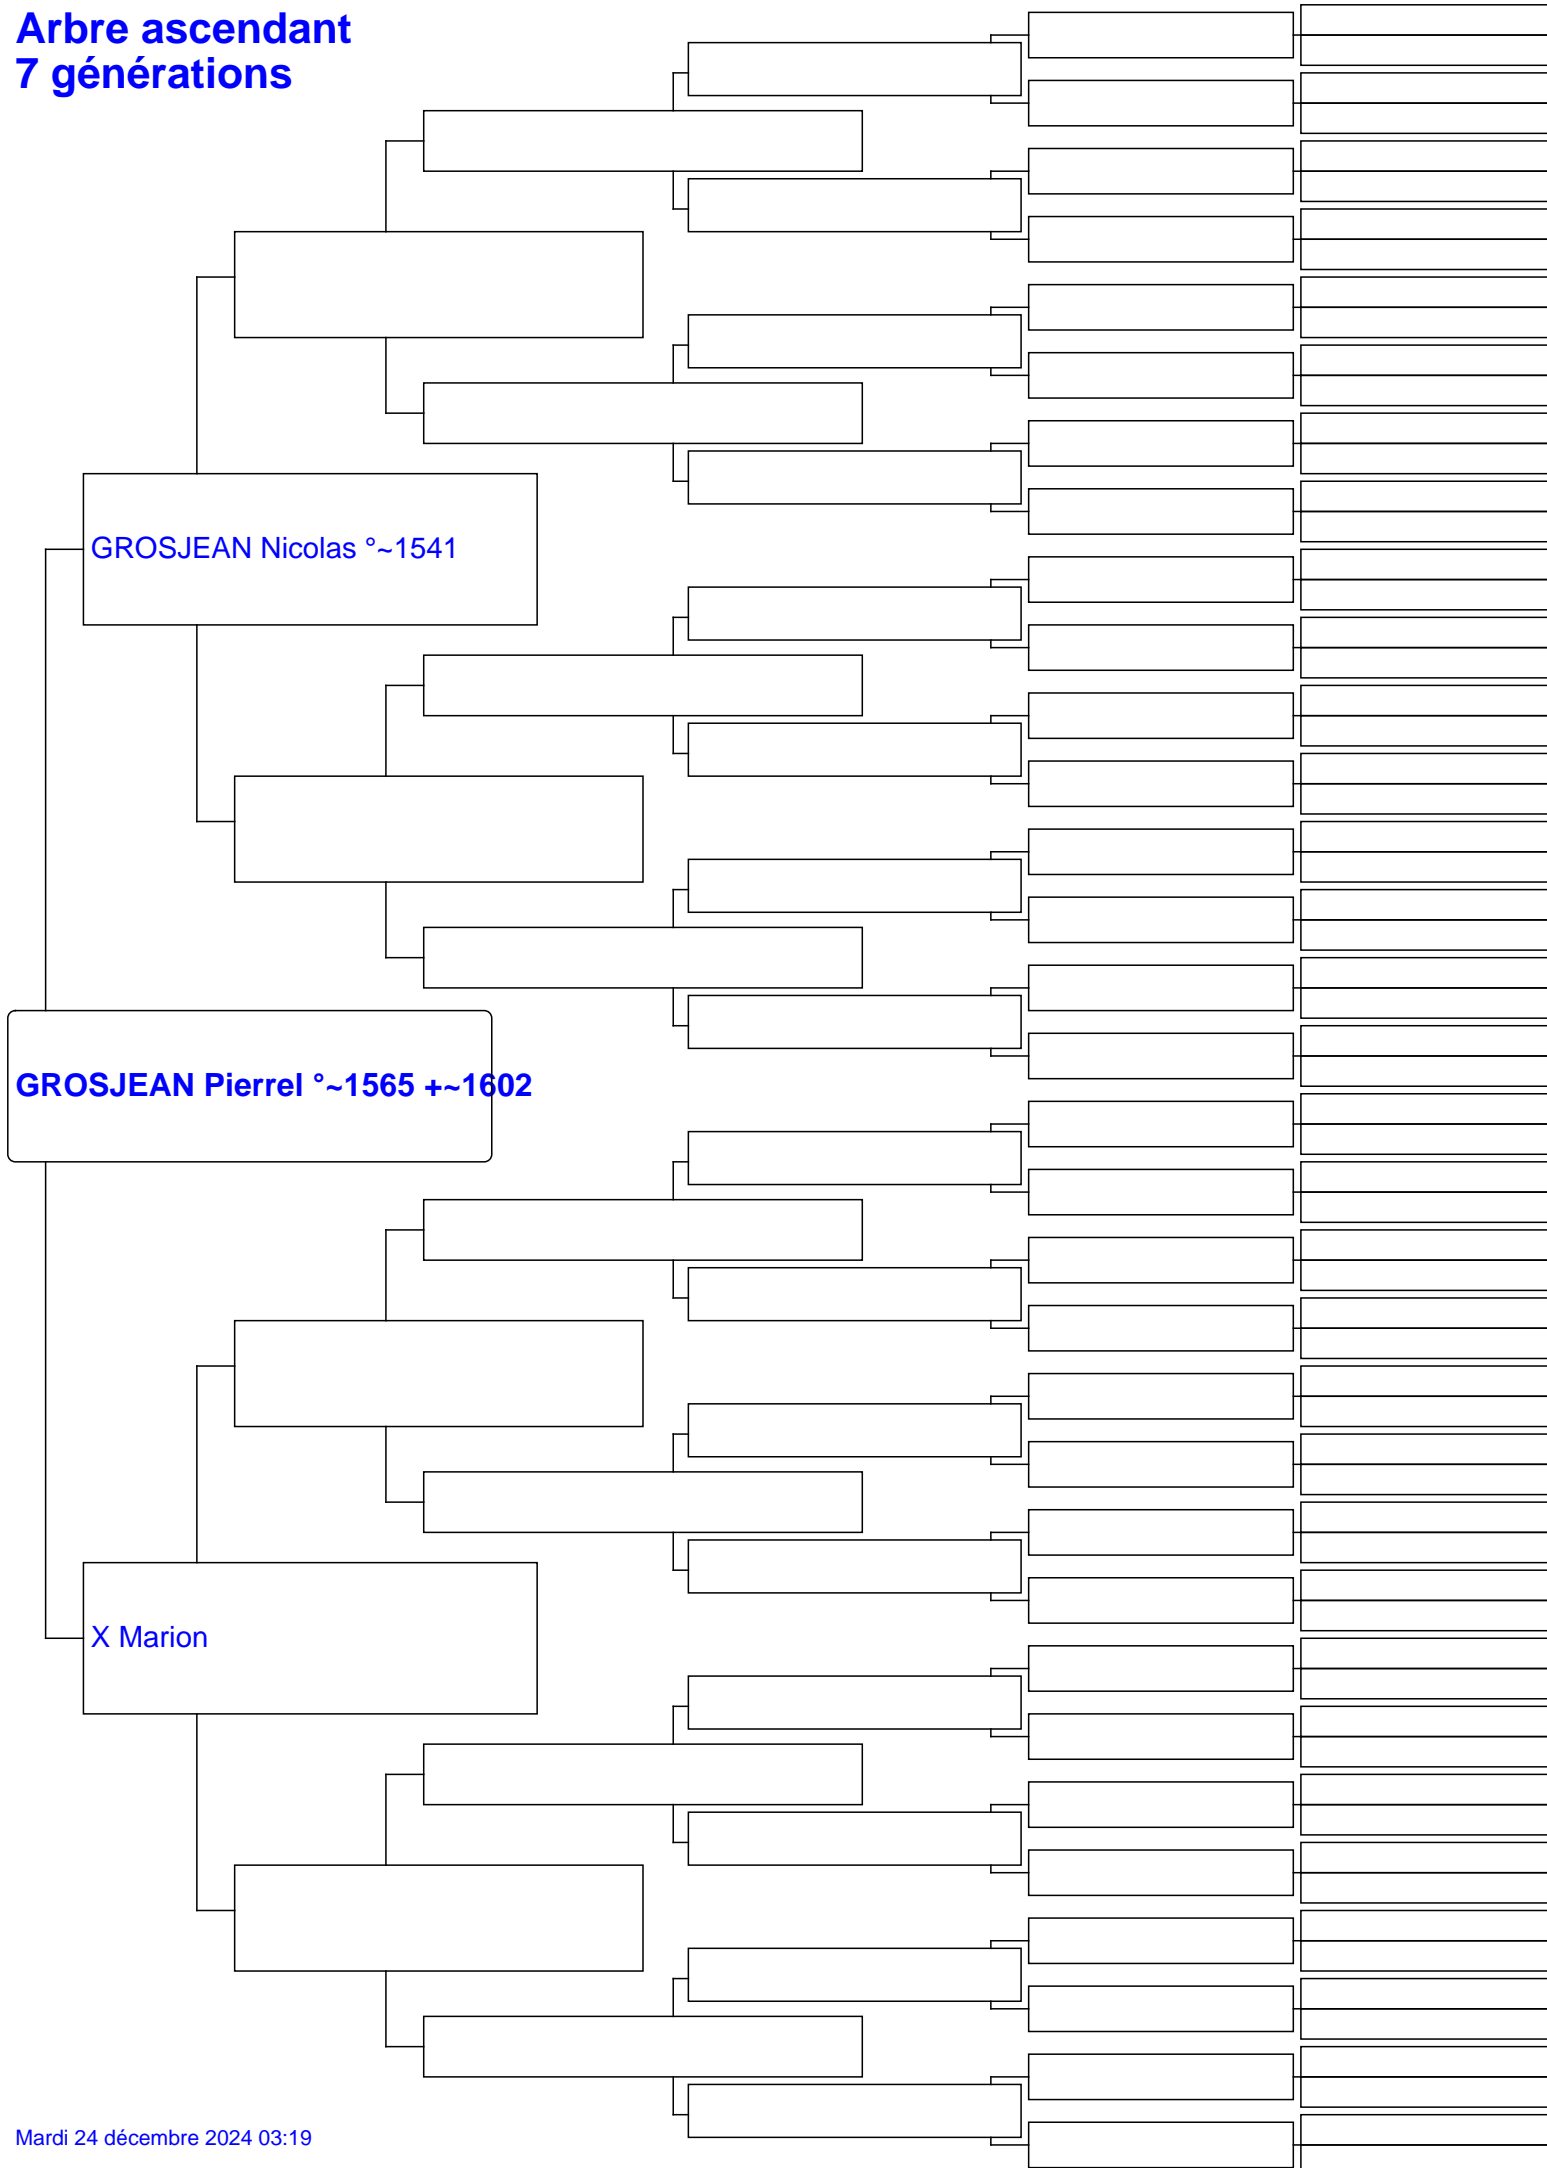 Arbre ascendant
7 générations
GROSJEAN Nicolas °~1541
GROSJEAN Pierrel °~1565 +~1602
X Marion
Mardi 24 décembre 2024 03:19